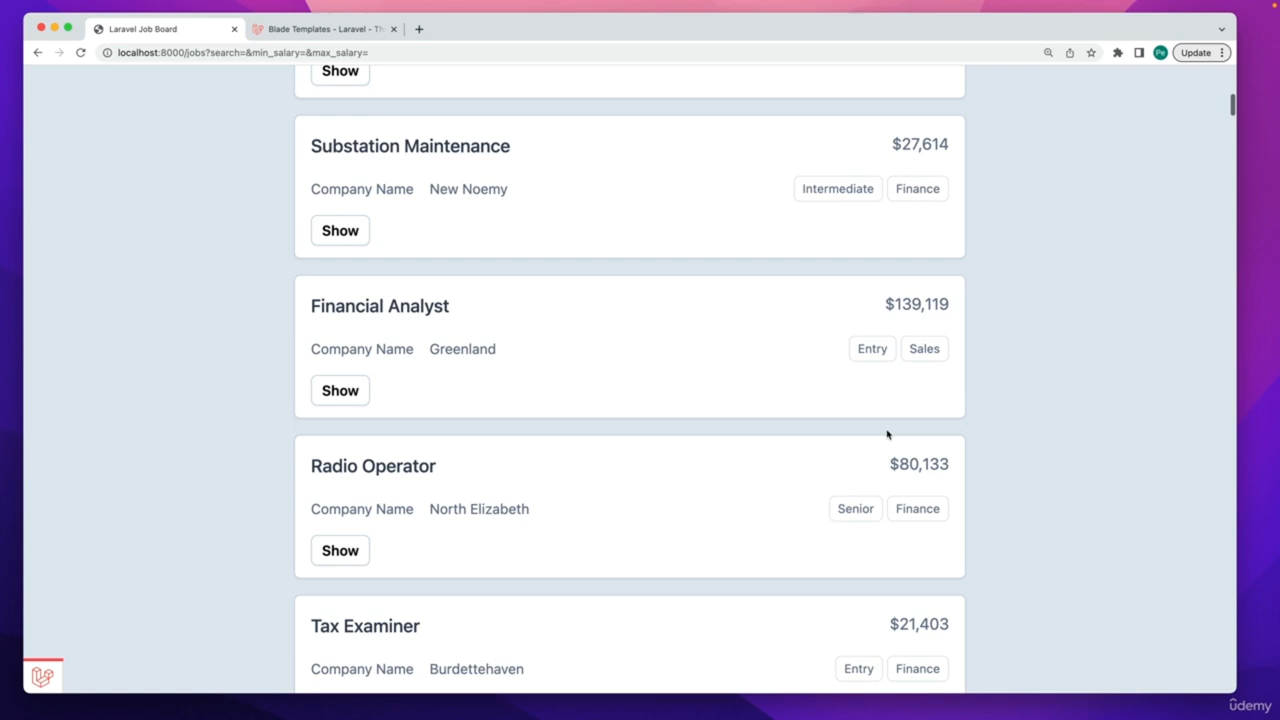 Laravel Job Board
Blade Templates - Laravel - Th
localhost:8000/jobs?search=&min_salary=&max_salary=
Pe
Update
Show
Substation Maintenance
$27,614
Company Name New Noemy
Intermediate Finance
Show
Financial Analyst
$139,119
Company Name Greenland
Entry Sales
Show
Radio Operator
$80,133
Company Name North Elizabeth
Senior Finance
Show
Tax Examiner
$21,403
Company Name Burdettehaven
Entry Finance
ûdemy